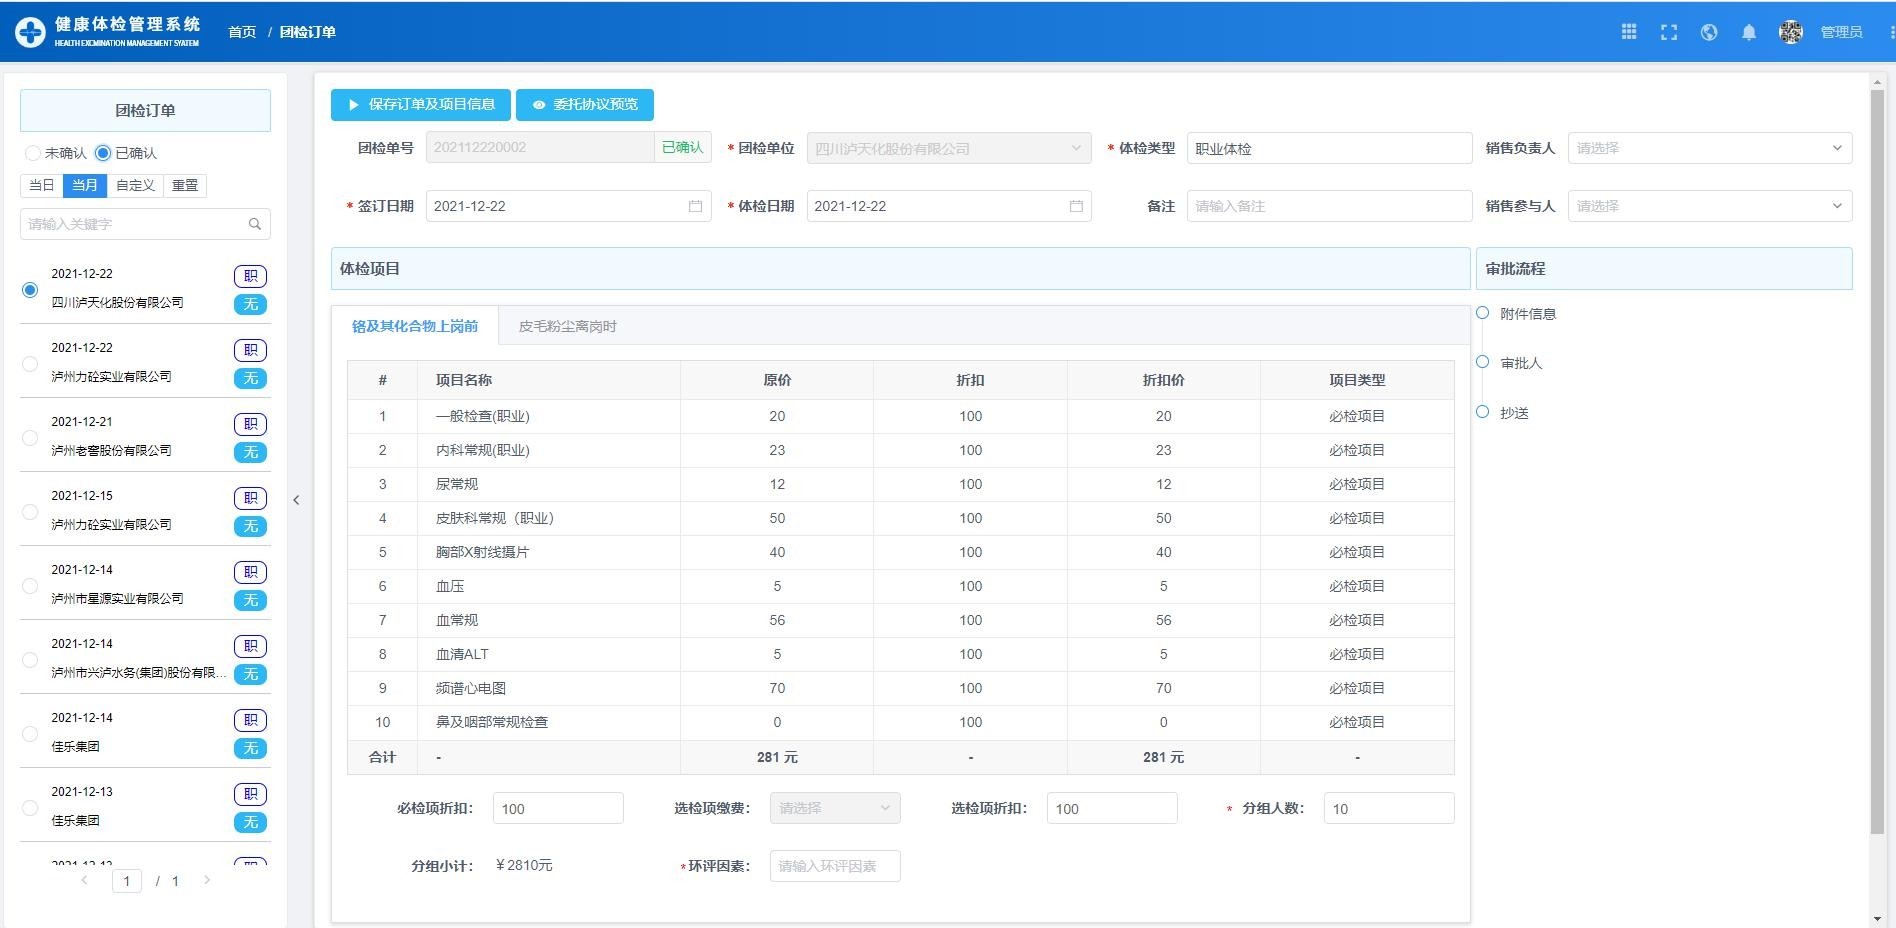 健康体检管理系统
HEALTH EXCMINATION MANAGEMENT SYATEM
首页 / 团检订单
管理员
团检订单
未确认 已确认
当日 当月 自定义 重置
请输入关键字
2021-12-22 职
四川泸天化股份有限公司 无
2021-12-22 职
泸州力砼实业有限公司 无
2021-12-21 职
泸州老窖股份有限公司 无
2021-12-15 职
泸州力砼实业有限公司 无
2021-12-14 职
泸州市星源实业有限公司 无
2021-12-14 职
泸州市兴泸水务(集团)股份有限... 无
2021-12-14 职
佳乐集团 无
2021-12-13 职
佳乐集团 无
1 / 1
保存订单及项目信息 委托协议预览
团检单号 202112220002 已确认 * 团检单位 四川泸天化股份有限公司 * 体检类型 职业体检 销售负责人 请选择
* 签订日期 2021-12-22 * 体检日期 2021-12-22 备注 请输入备注 销售参与人 请选择
体检项目 审批流程
铬及其化合物上岗前 皮毛粉尘离岗时
附件信息
审批人
抄送
# 项目名称 原价 折扣 折扣价 项目类型
1 一般检查(职业) 20 100 20 必检项目
2 内科常规(职业) 23 100 23 必检项目
3 尿常规 12 100 12 必检项目
4 皮肤科常规（职业） 50 100 50 必检项目
5 胸部X射线摄片 40 100 40 必检项目
6 血压 5 100 5 必检项目
7 血常规 56 100 56 必检项目
8 血清ALT 5 100 5 必检项目
9 频谱心电图 70 100 70 必检项目
10 鼻及咽部常规检查 0 100 0 必检项目
合计 - 281 元 - 281 元 -
必检项折扣： 100 选检项缴费： 请选择 选检项折扣： 100 * 分组人数： 10
分组小计： ￥2810元 *环评因素： 请输入环评因素